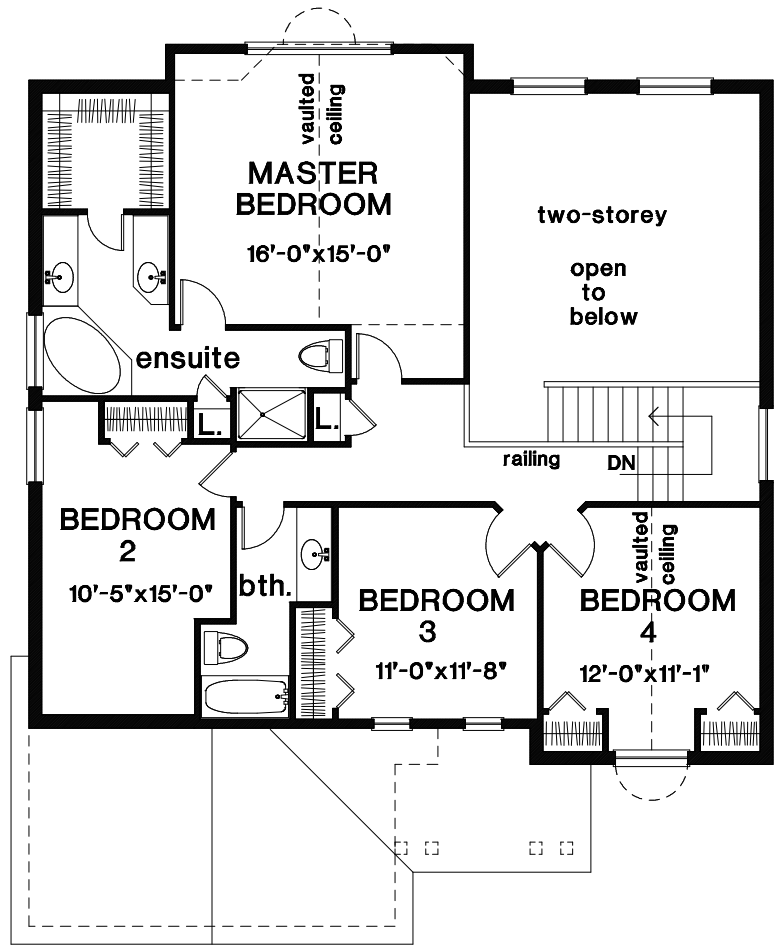 vaulted
ceiling
MASTER
BEDROOM
16'-0"x15'-0"
two-storey
open
to
below
ensuite
L.
L.
railing
DN
BEDROOM
2
10'-5"x15'-0"
bth.
BEDROOM
3
11'-0"x11'-8"
vaulted
ceiling
BEDROOM
4
12'-0"x11'-1"